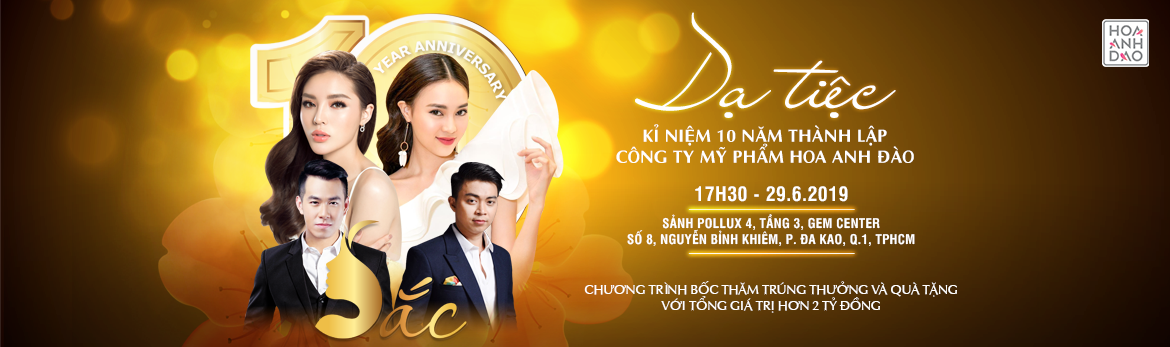 10
YEAR ANNIVERSARY
Sắc
Dạ tiệc
KỈ NIỆM 10 NĂM THÀNH LẬP
CÔNG TY MỸ PHẨM HOA ANH ĐÀO
17H30 - 29.6.2019
SẢNH POLLUX 4, TẦNG 3, GEM CENTER
SỐ 8, NGUYỄN BỈNH KHIÊM, P. ĐA KAO, Q.1, TPHCM
CHƯƠNG TRÌNH BỐC THĂM TRÚNG THƯỞNG VÀ QUÀ TẶNG
VỚI TỔNG GIÁ TRỊ HƠN 2 TỶ ĐỒNG
HOA
ANH
ĐAO